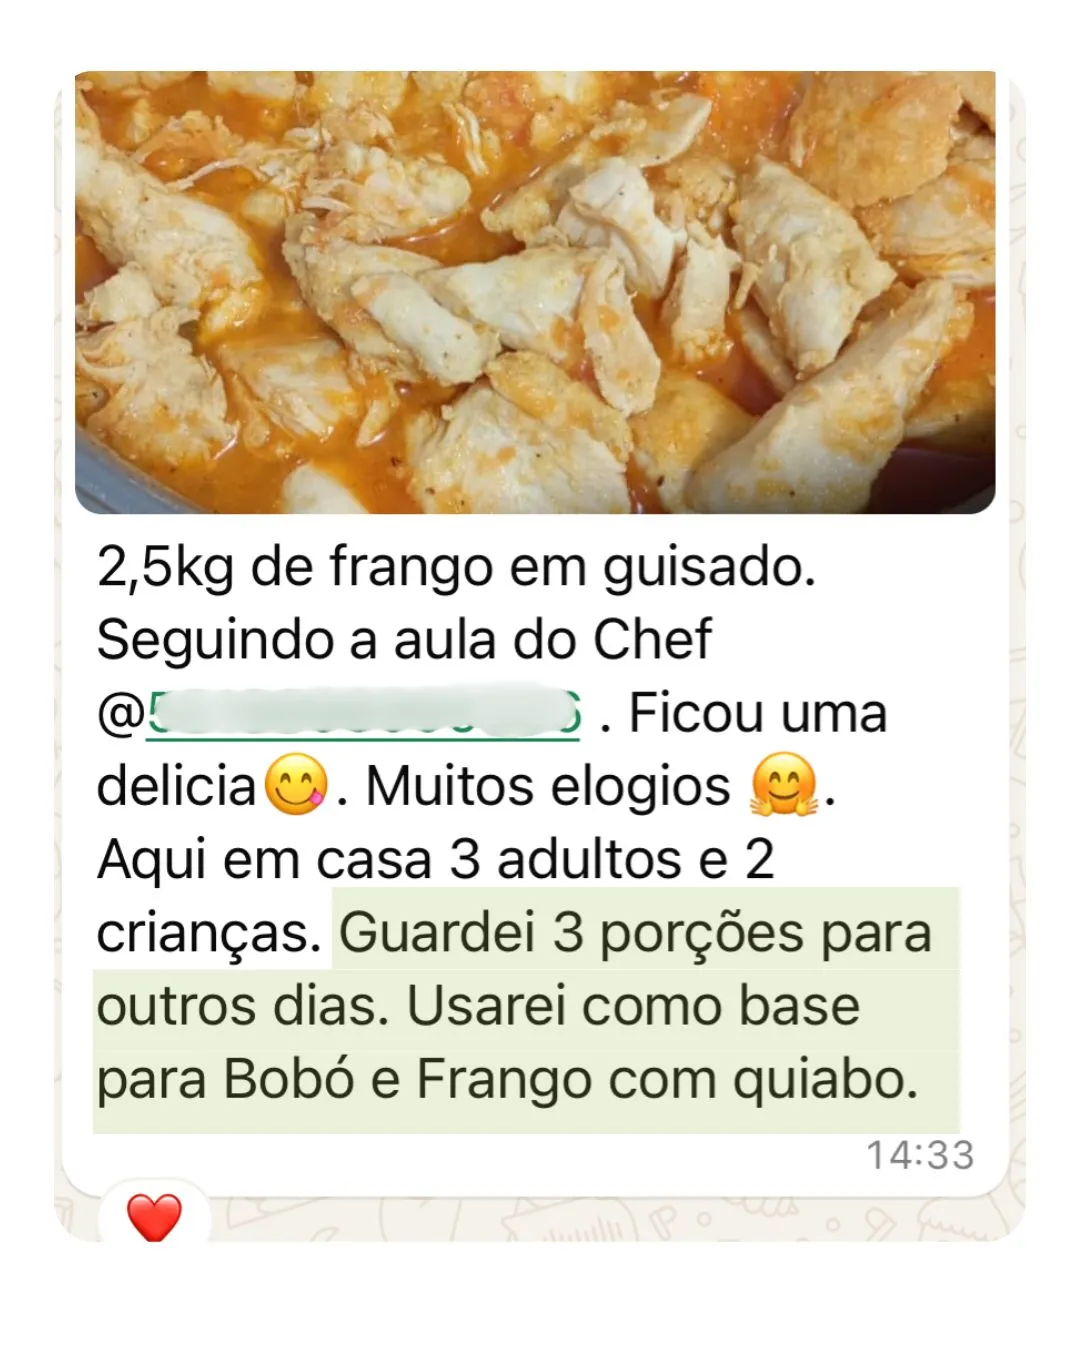 2,5kg de frango em guisado.
Seguindo a aula do Chef
@ . Ficou uma
delicia😋. Muitos elogios 🤗.
Aqui em casa 3 adultos e 2
crianças. Guardei 3 porções para
outros dias. Usarei como base
para Bobó e Frango com quiabo.
14:33